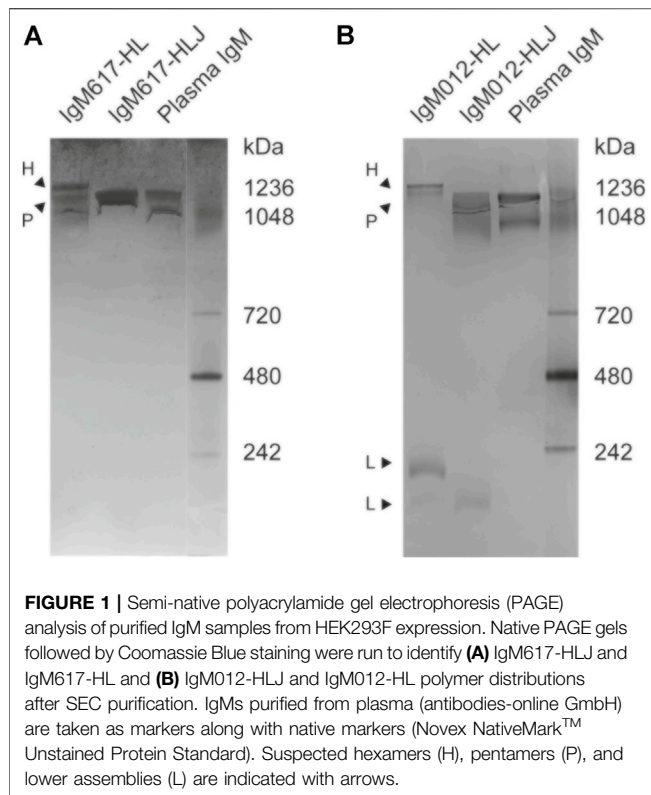 A
IgM617-HL
IgM617-HLJ
Plasma IgM
kDa
H
P
1236
1048
720
480
242
B
IgM012-HL
IgM012-HLJ
Plasma IgM
kDa
H
P
1236
1048
720
480
242
L
L
FIGURE 1 | Semi-native polyacrylamide gel electrophoresis (PAGE)
analysis of purified IgM samples from HEK293F expression. Native PAGE gels
followed by Coomassie Blue staining were run to identify (A) IgM617-HLJ and
IgM617-HL and (B) IgM012-HLJ and IgM012-HL polymer distributions
after SEC purification. IgMs purified from plasma (antibodies-online GmbH)
are taken as markers along with native markers (Novex NativeMark™
Unstained Protein Standard). Suspected hexamers (H), pentamers (P), and
lower assemblies (L) are indicated with arrows.